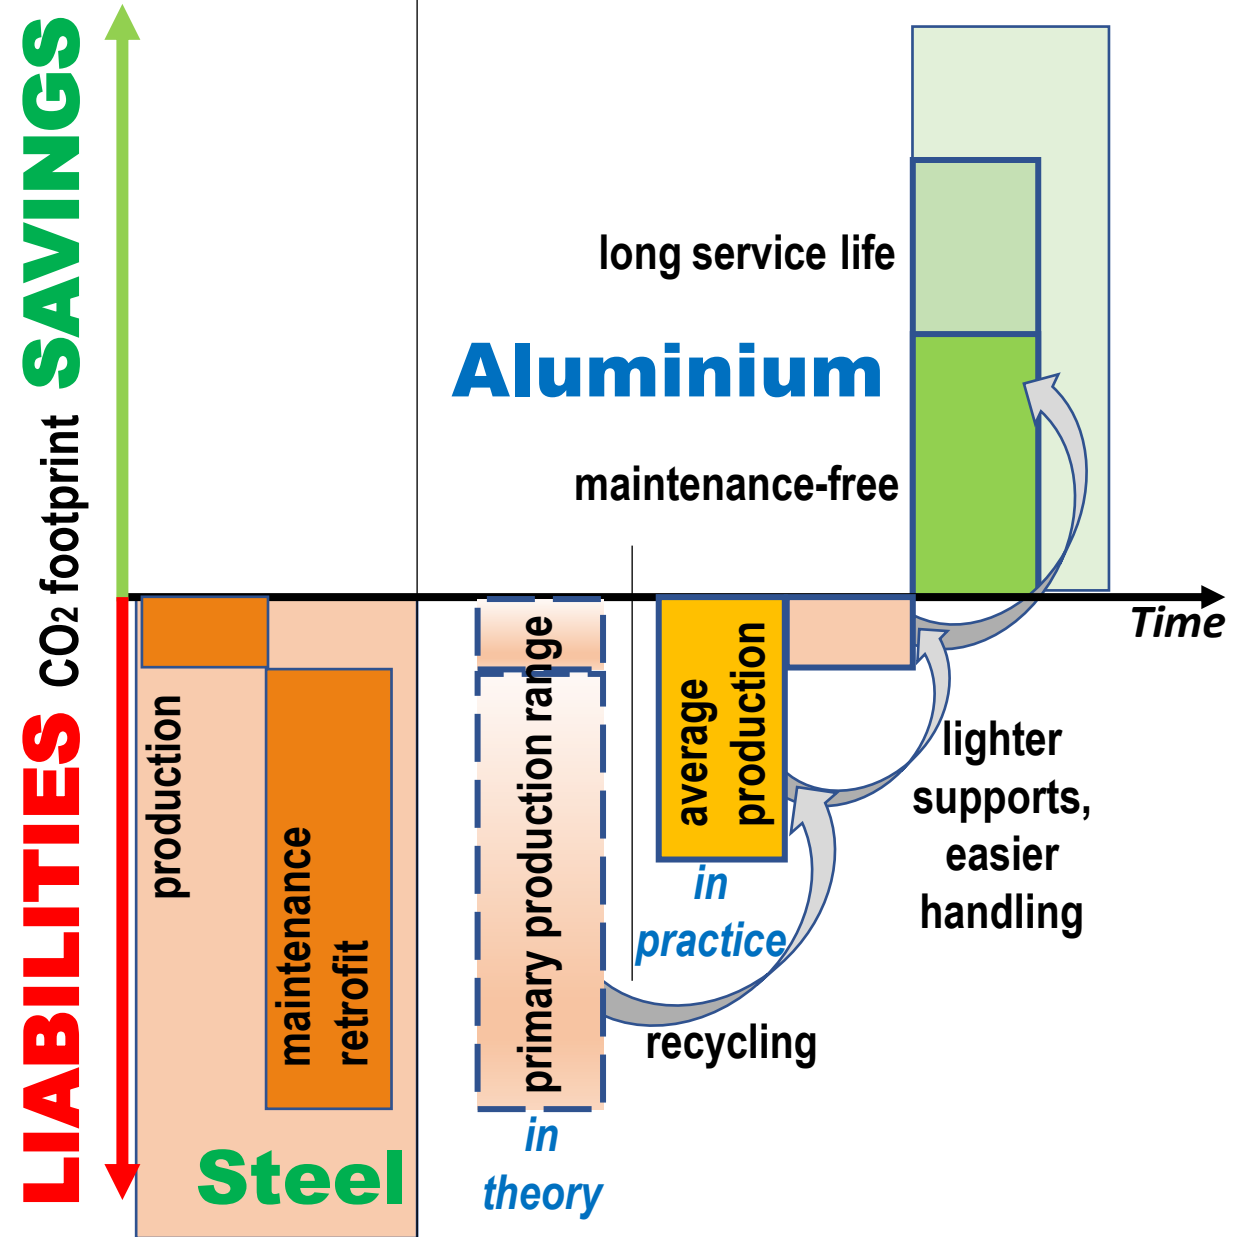 SAVINGS
CO2 footprint
LIABILITIES
long service life
Aluminium
maintenance-free
Time
production
maintenance
retrofit
Steel
primary production range
in
theory
average
production
in
practice
recycling
lighter
supports,
easier
handling